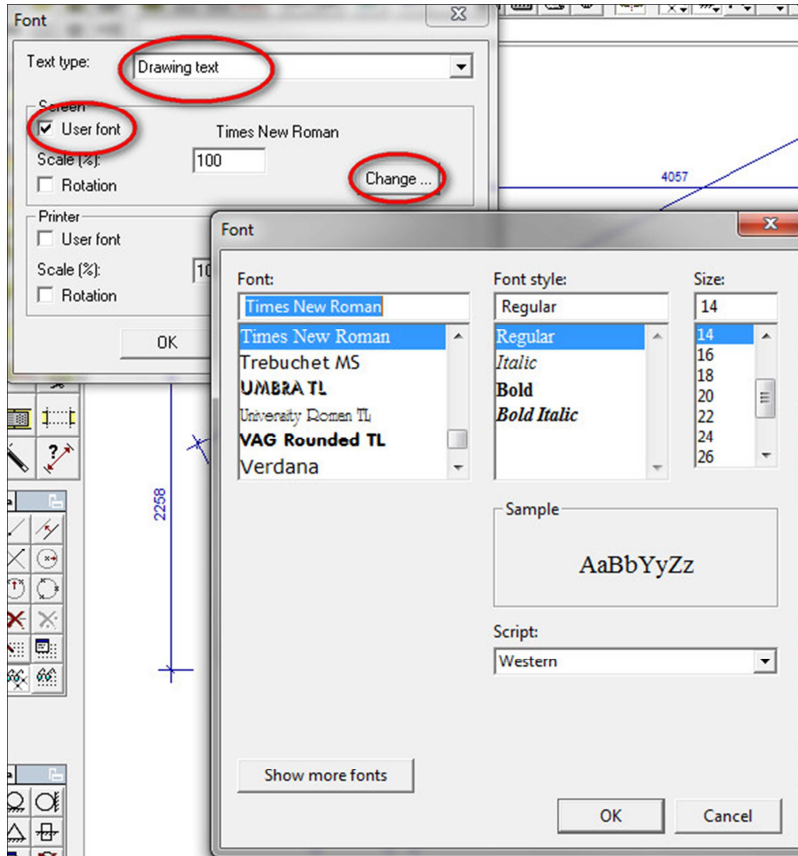 Font
Text type: Drawing text
Screen
User font Times New Roman
Scale (%): 100
Change ...
Rotation
Printer
User font
Scale (%): 10
Rotation
OK
4057
2258
Font
Font: Font style: Size:
Times New Roman Regular 14
Times New Roman
Trebuchet MS
UMBRA TL
University Roman TL
VAG Rounded TL
Verdana
Regular
Italic
Bold
Bold Italic
14
16
18
20
22
24
26
Sample
AaBbYyZz
Script:
Western
Show more fonts
OK Cancel